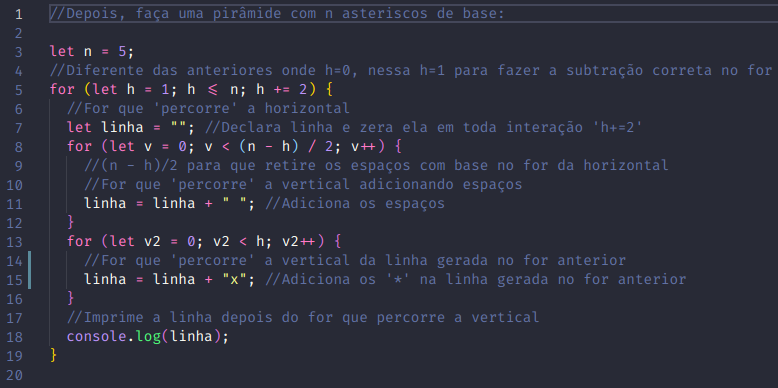 1 //Depois, faça uma pirâmide com n asteriscos de base:
2
3 let n = 5;
4 //Diferente das anteriores onde h=0, nessa h=1 para fazer a subtração correta no for
5 for (let h = 1; h <= n; h += 2) {
6 //For que 'percorre' a horizontal
7 let linha = ""; //Declara linha e zera ela em toda interação 'h+=2'
8 for (let v = 0; v < (n - h) / 2; v++) {
9 //(n - h)/2 para que retire os espaços com base no for da horizontal
10 //For que 'percorre' a vertical adicionando espaços
11 linha = linha + " "; //Adiciona os espaços
12 }
13 for (let v2 = 0; v2 < h; v2++) {
14 //For que 'percorre' a vertical da linha gerada no for anterior
15 linha = linha + "x"; //Adiciona os '*' na linha gerada no for anterior
16 }
17 //Imprime a linha depois do for que percorre a vertical
18 console.log(linha);
19 }
20